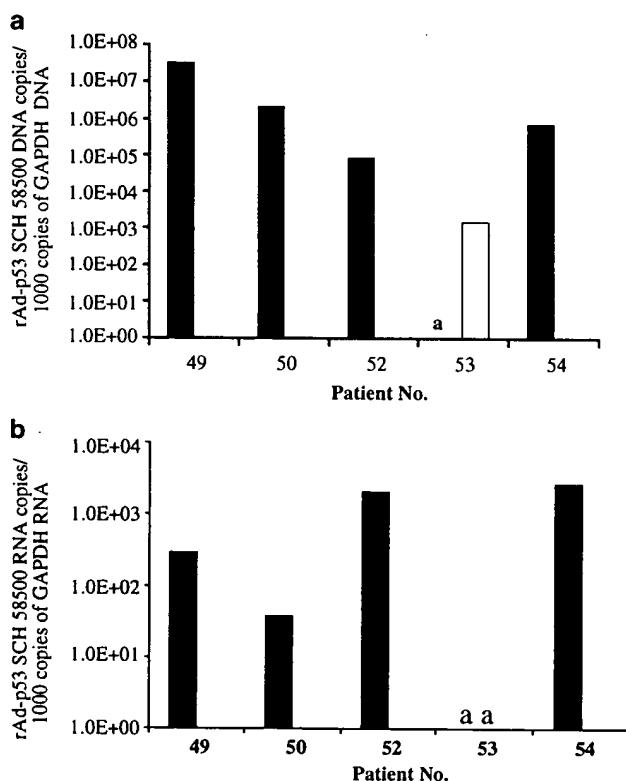 a
rAd-p53 SCH 58500 DNA copies/
1000 copies of GAPDH DNA
1.0E+08
1.0E+07
1.0E+06
1.0E+05
1.0E+04
1.0E+03
1.0E+02
1.0E+01
1.0E+00
a
49 50 52 53 54
Patient No.
b
rAd-p53 SCH 58500 RNA copies/
1000 copies of GAPDH RNA
1.0E+04
1.0E+03
1.0E+02
1.0E+01
1.0E+00
a a
49 50 52 53 54
Patient No.